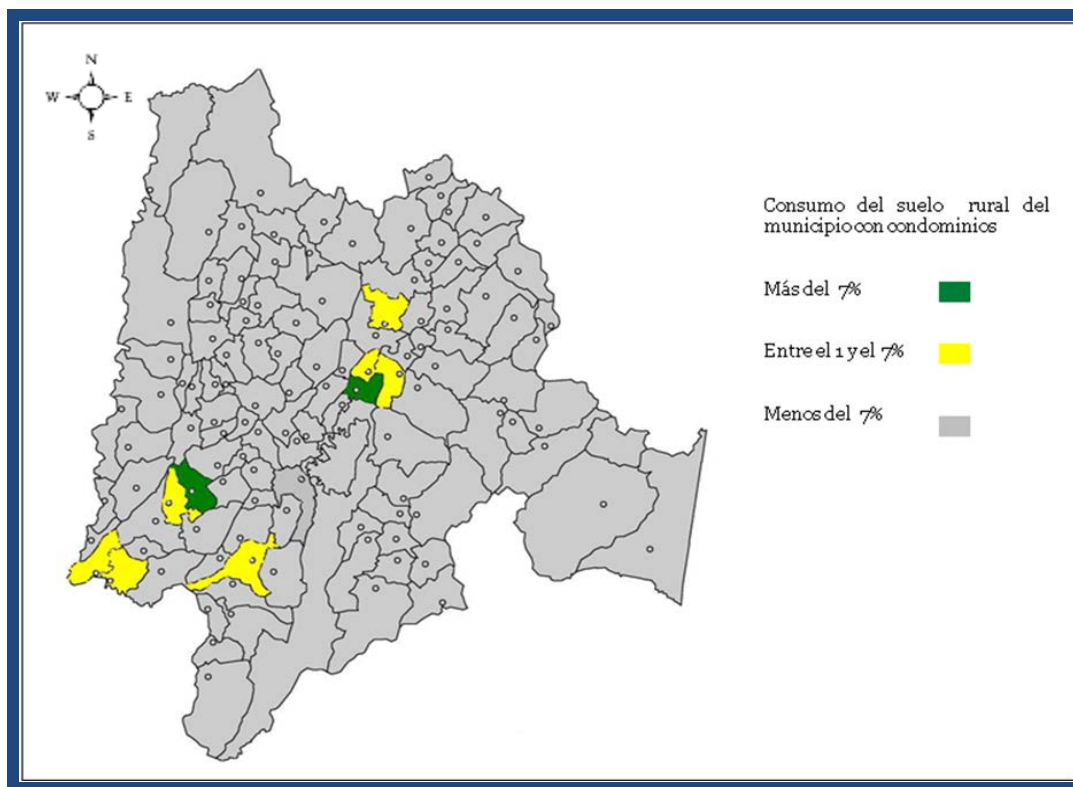 N
W E
S
Consumo del suelo rural del
municipio con condominios
Más del 7%
Entre el 1 y el 7%
Menos del 7%